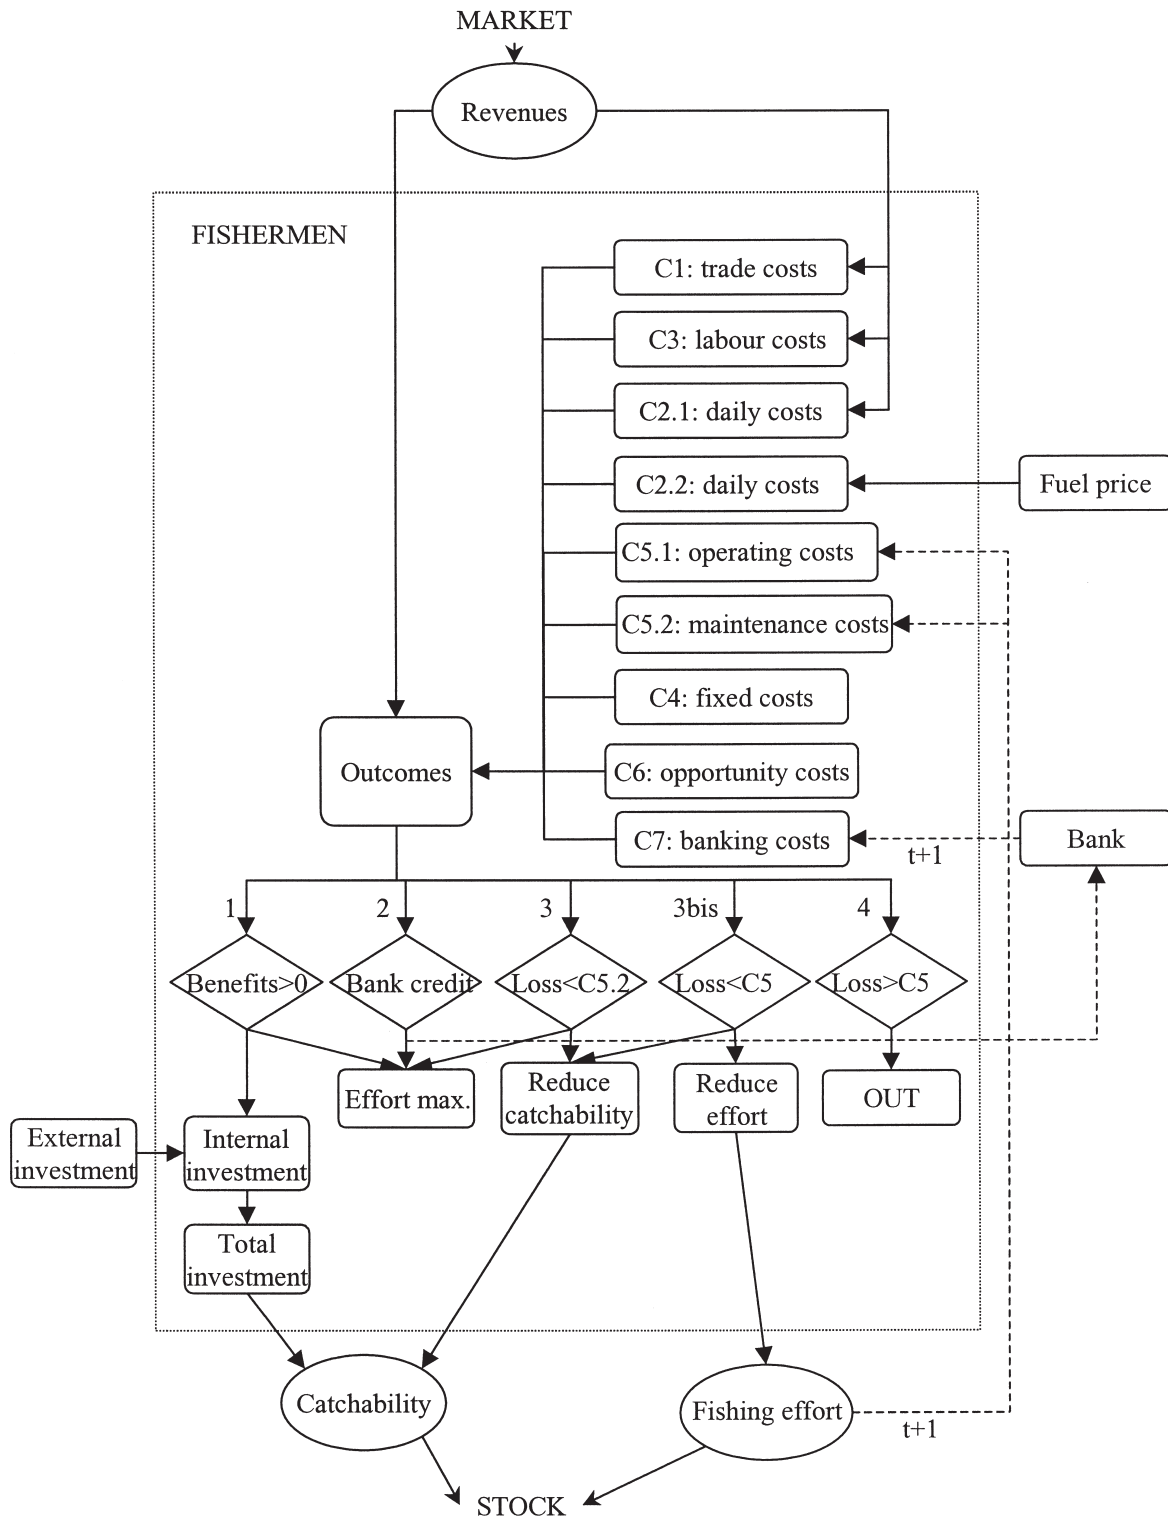 MARKET
Revenues
FISHERMEN
C1: trade costs
C3: labour costs
C2.1: daily costs
C2.2: daily costs
Fuel price
C5.1: operating costs
C5.2: maintenance costs
C4: fixed costs
Outcomes
C6: opportunity costs
C7: banking costs
t+1
Bank
1
2
3
3bis
4
Benefits>0
Bank credit
Loss<C5.2
Loss<C5
Loss>C5
Effort max.
Reduce
catchability
Reduce
effort
OUT
External
investment
Internal
investment
Total
investment
Catchability
Fishing effort
t+1
STOCK